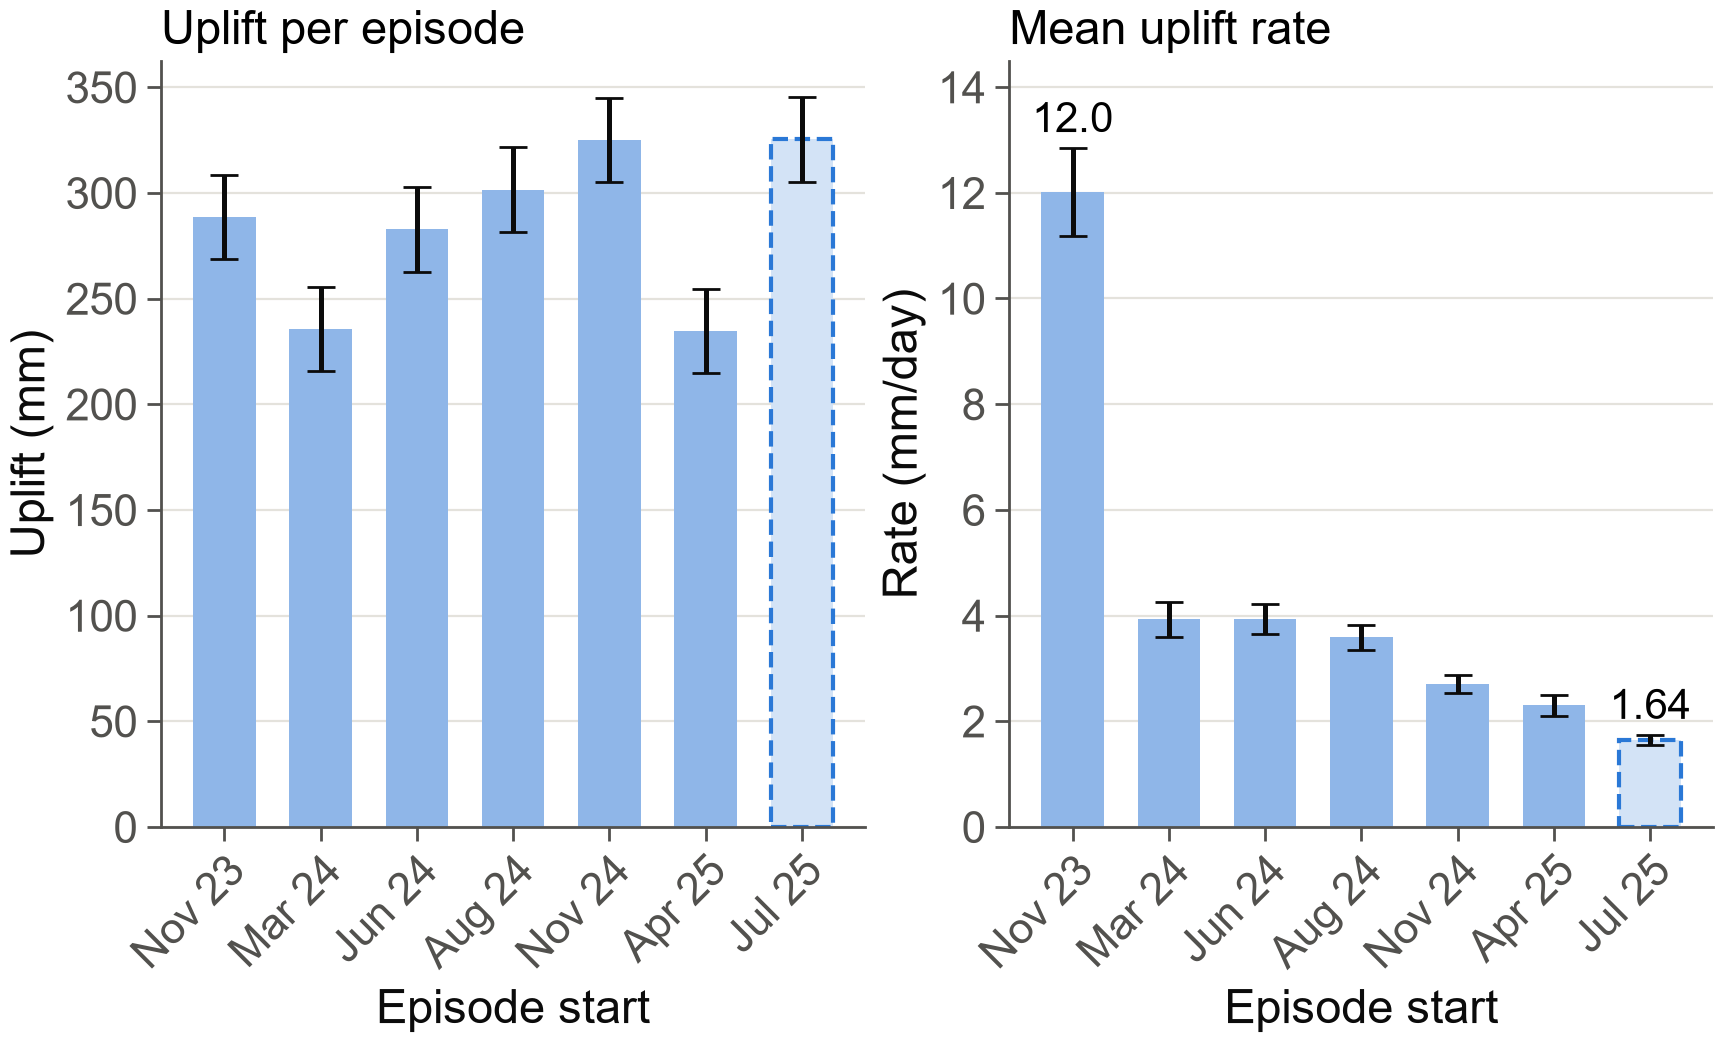 Uplift per episode
Uplift (mm)
350
300
250
200
150
100
50
0
Nov 23
Mar 24
Jun 24
Aug 24
Nov 24
Apr 25
Jul 25
Episode start
Mean uplift rate
Rate (mm/day)
14
12
10
8
6
4
2
0
12.0
1.64
Nov 23
Mar 24
Jun 24
Aug 24
Nov 24
Apr 25
Jul 25
Episode start